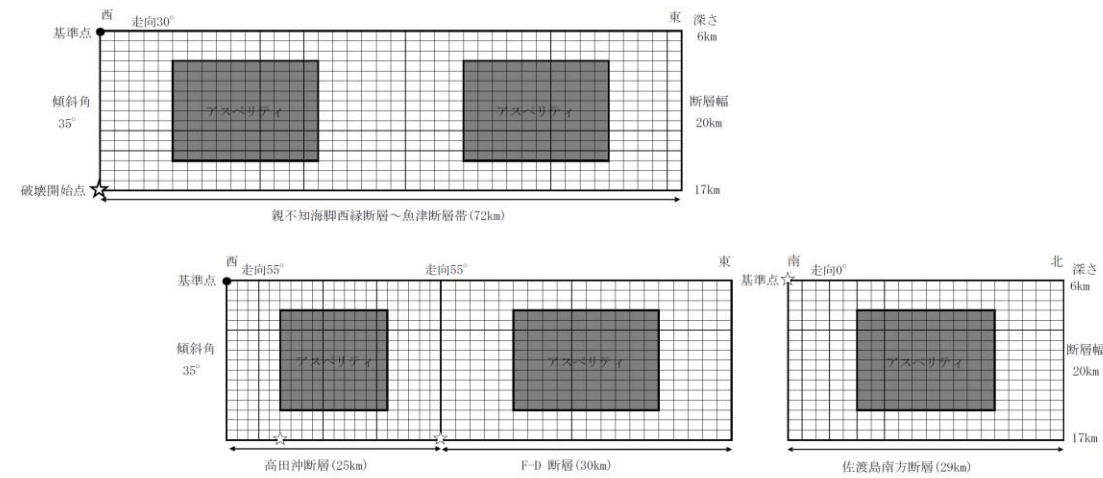 西
走向30°
東
深さ
基準点
6km
傾斜角
35°
アスペリティ
アスペリティ
断層幅
20km
破壊開始点
17km
親不知海脚西縁断層～魚津断層帯(72km)
西
走向55°
走向55°
東
基準点
傾斜角
35°
アスペリティ
アスペリティ
高田沖断層(25km)
F-D 断層(30km)
南
走向0°
北
深さ
基準点
6km
アスペリティ
断層幅
20km
17km
佐渡島南方断層(29km)